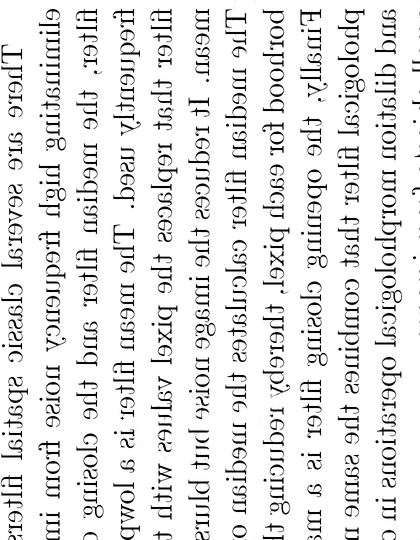 There are several classic spatial filters
eliminating high frequency noise from im
filter, the median filter and the closing
frequently used. The mean filter is a lowp
filter that replaces the pixel values with
mean. It reduces the image noise but blurs
The median filter calculates the median
borhood for each pixel, thereby reducing
Finally, the opening closing filter is a ma
phological filter that combines the same
and dilation morphological operations in